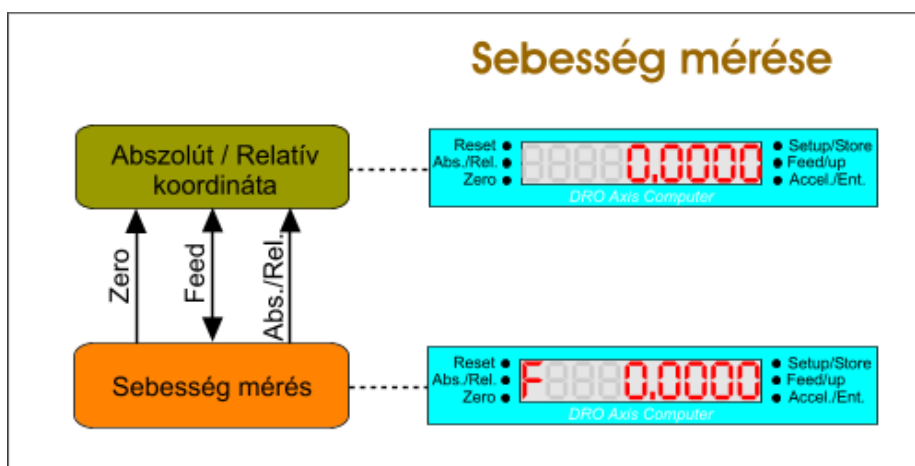 Sebesség mérése
Abszolút / Relatív
koordináta
Reset
Abs./Rel.
Zero
0.0000
Setup/Store
Feed/up
Accel./Ent.
DRO Axis Computer
Zero
Feed
Abs./Rel.
Sebesség mérés
Reset
Abs./Rel.
Zero
F 0.0000
Setup/Store
Feed/up
Accel./Ent.
DRO Axis Computer